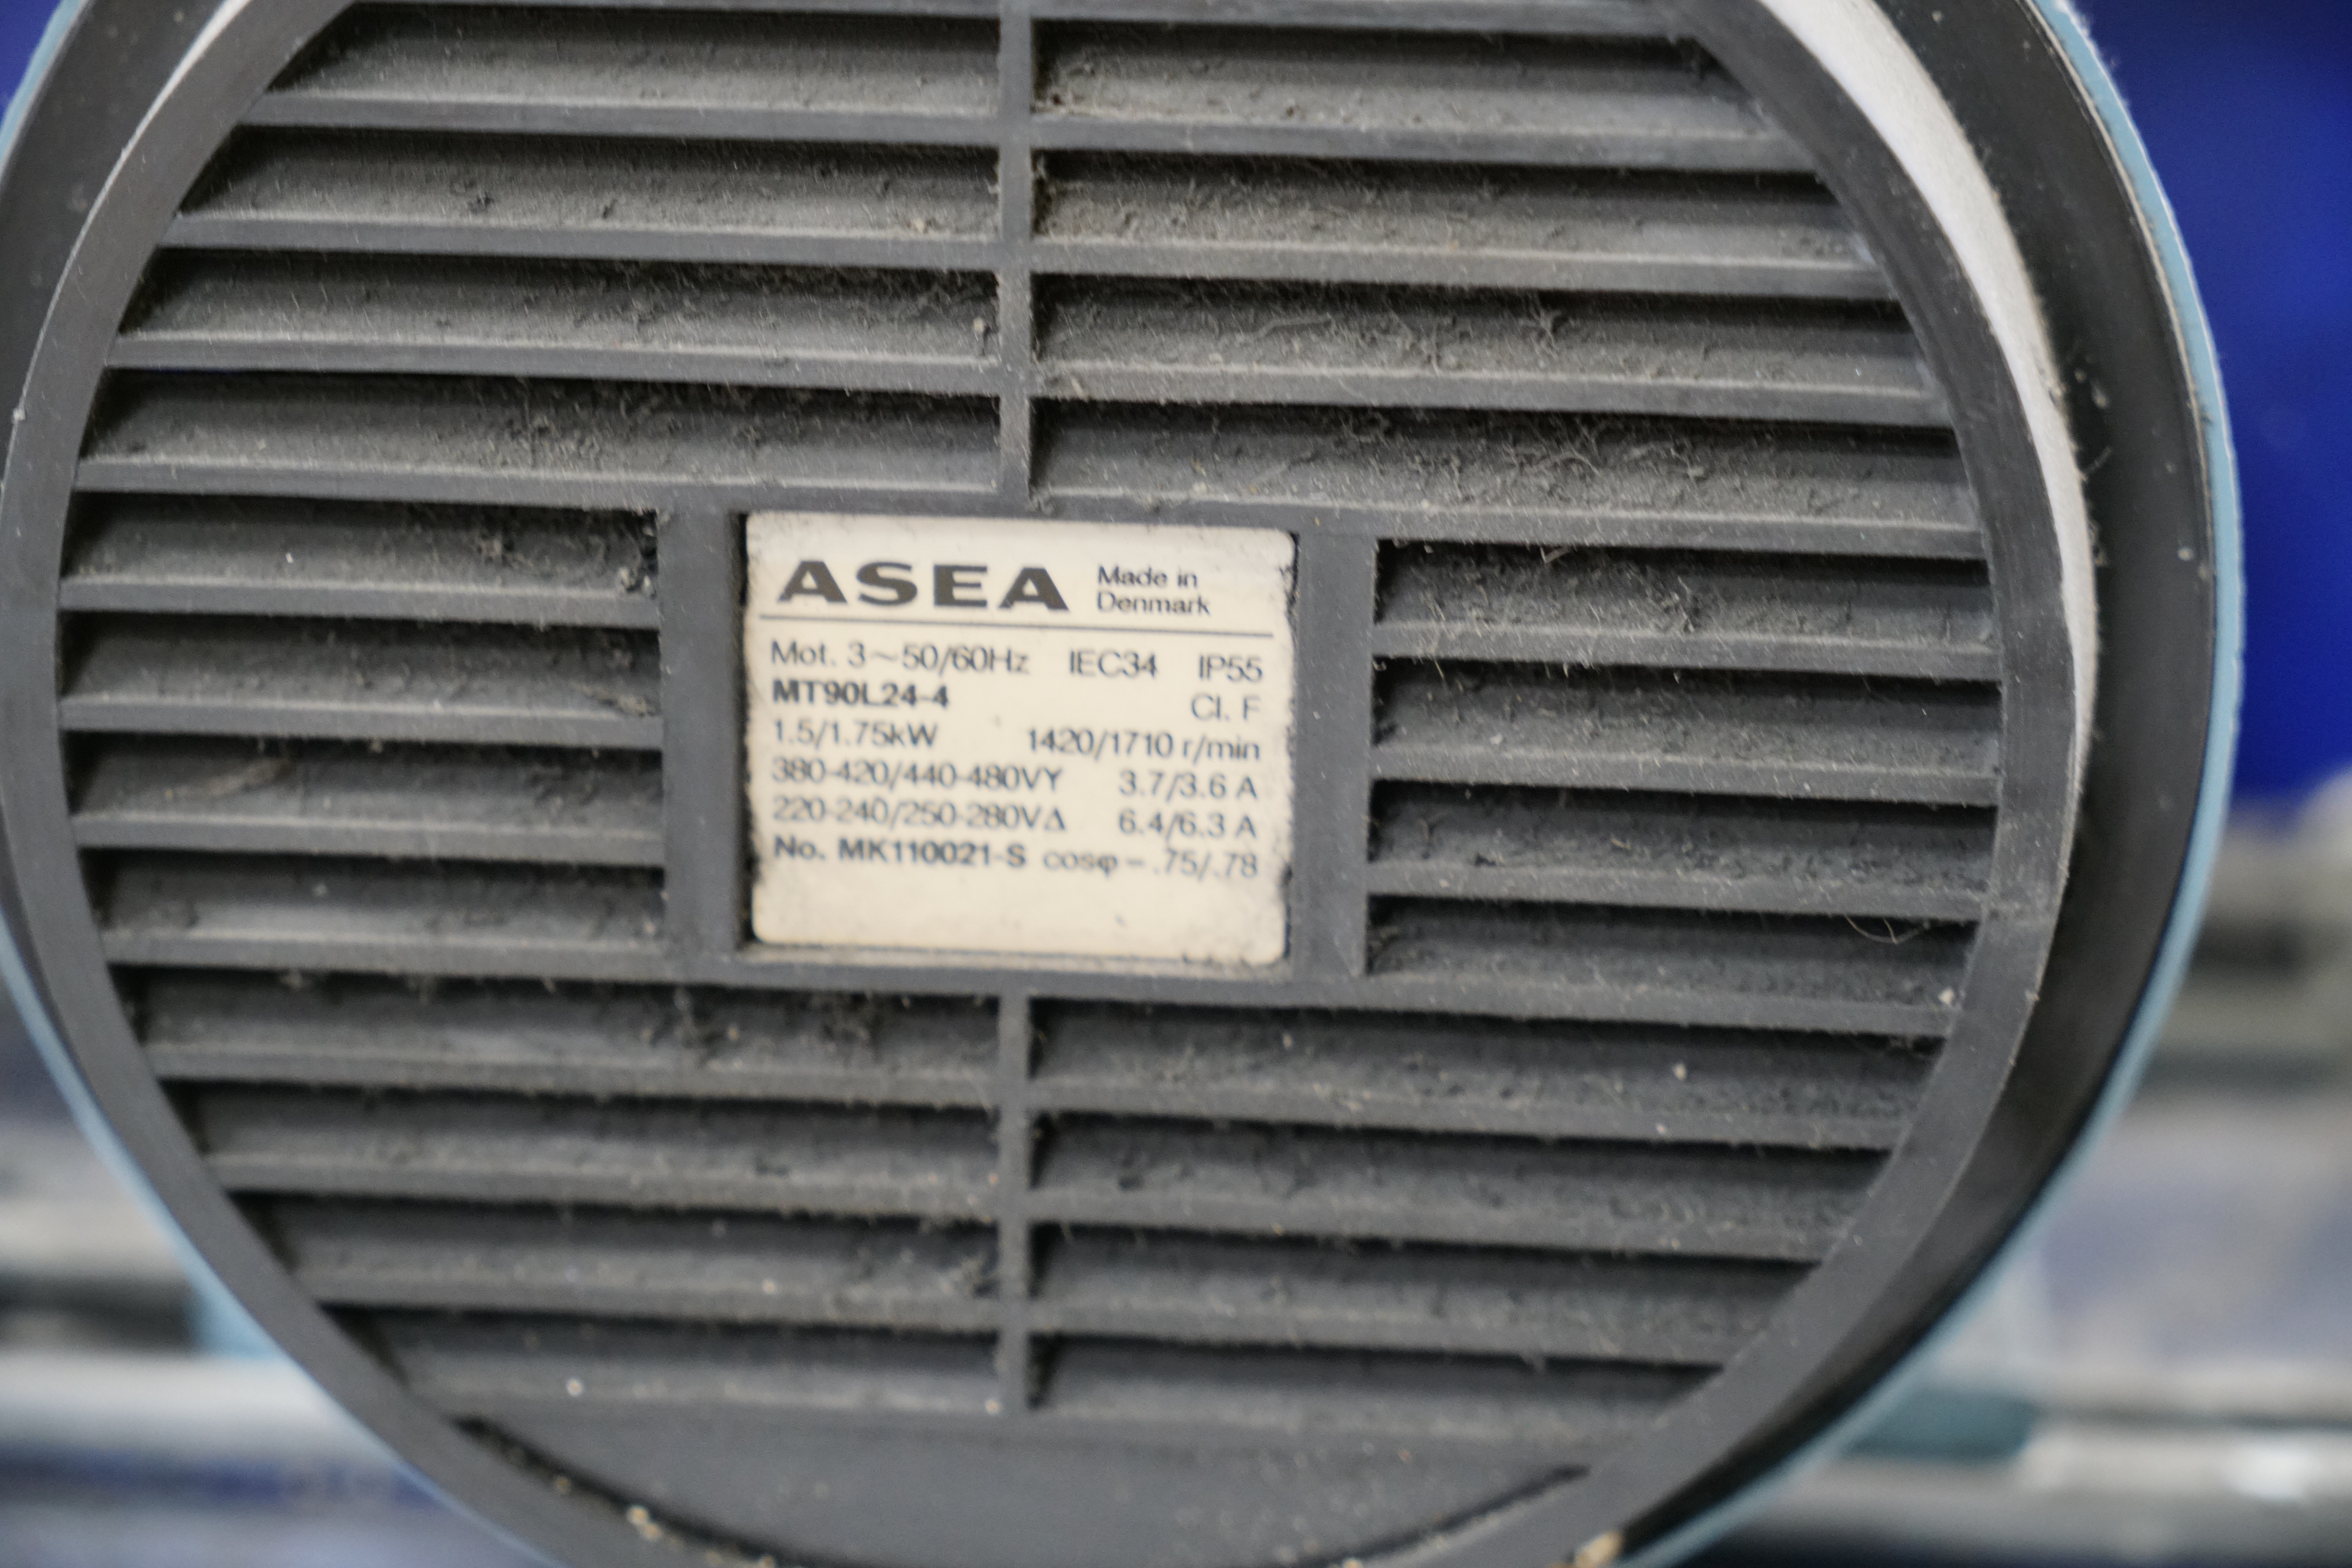 ASEA Made in
Denmark
Mot. 3~50/60Hz IEC34 IP55
MT90L24-4 Cl. F
1.5/1.75kW 1420/1710 r/min
380-420/440-480VY 3.7/3.6 A
220-240/250-280VΔ 6.4/6.3 A
No. MK110021-S cosφ - .75/.78